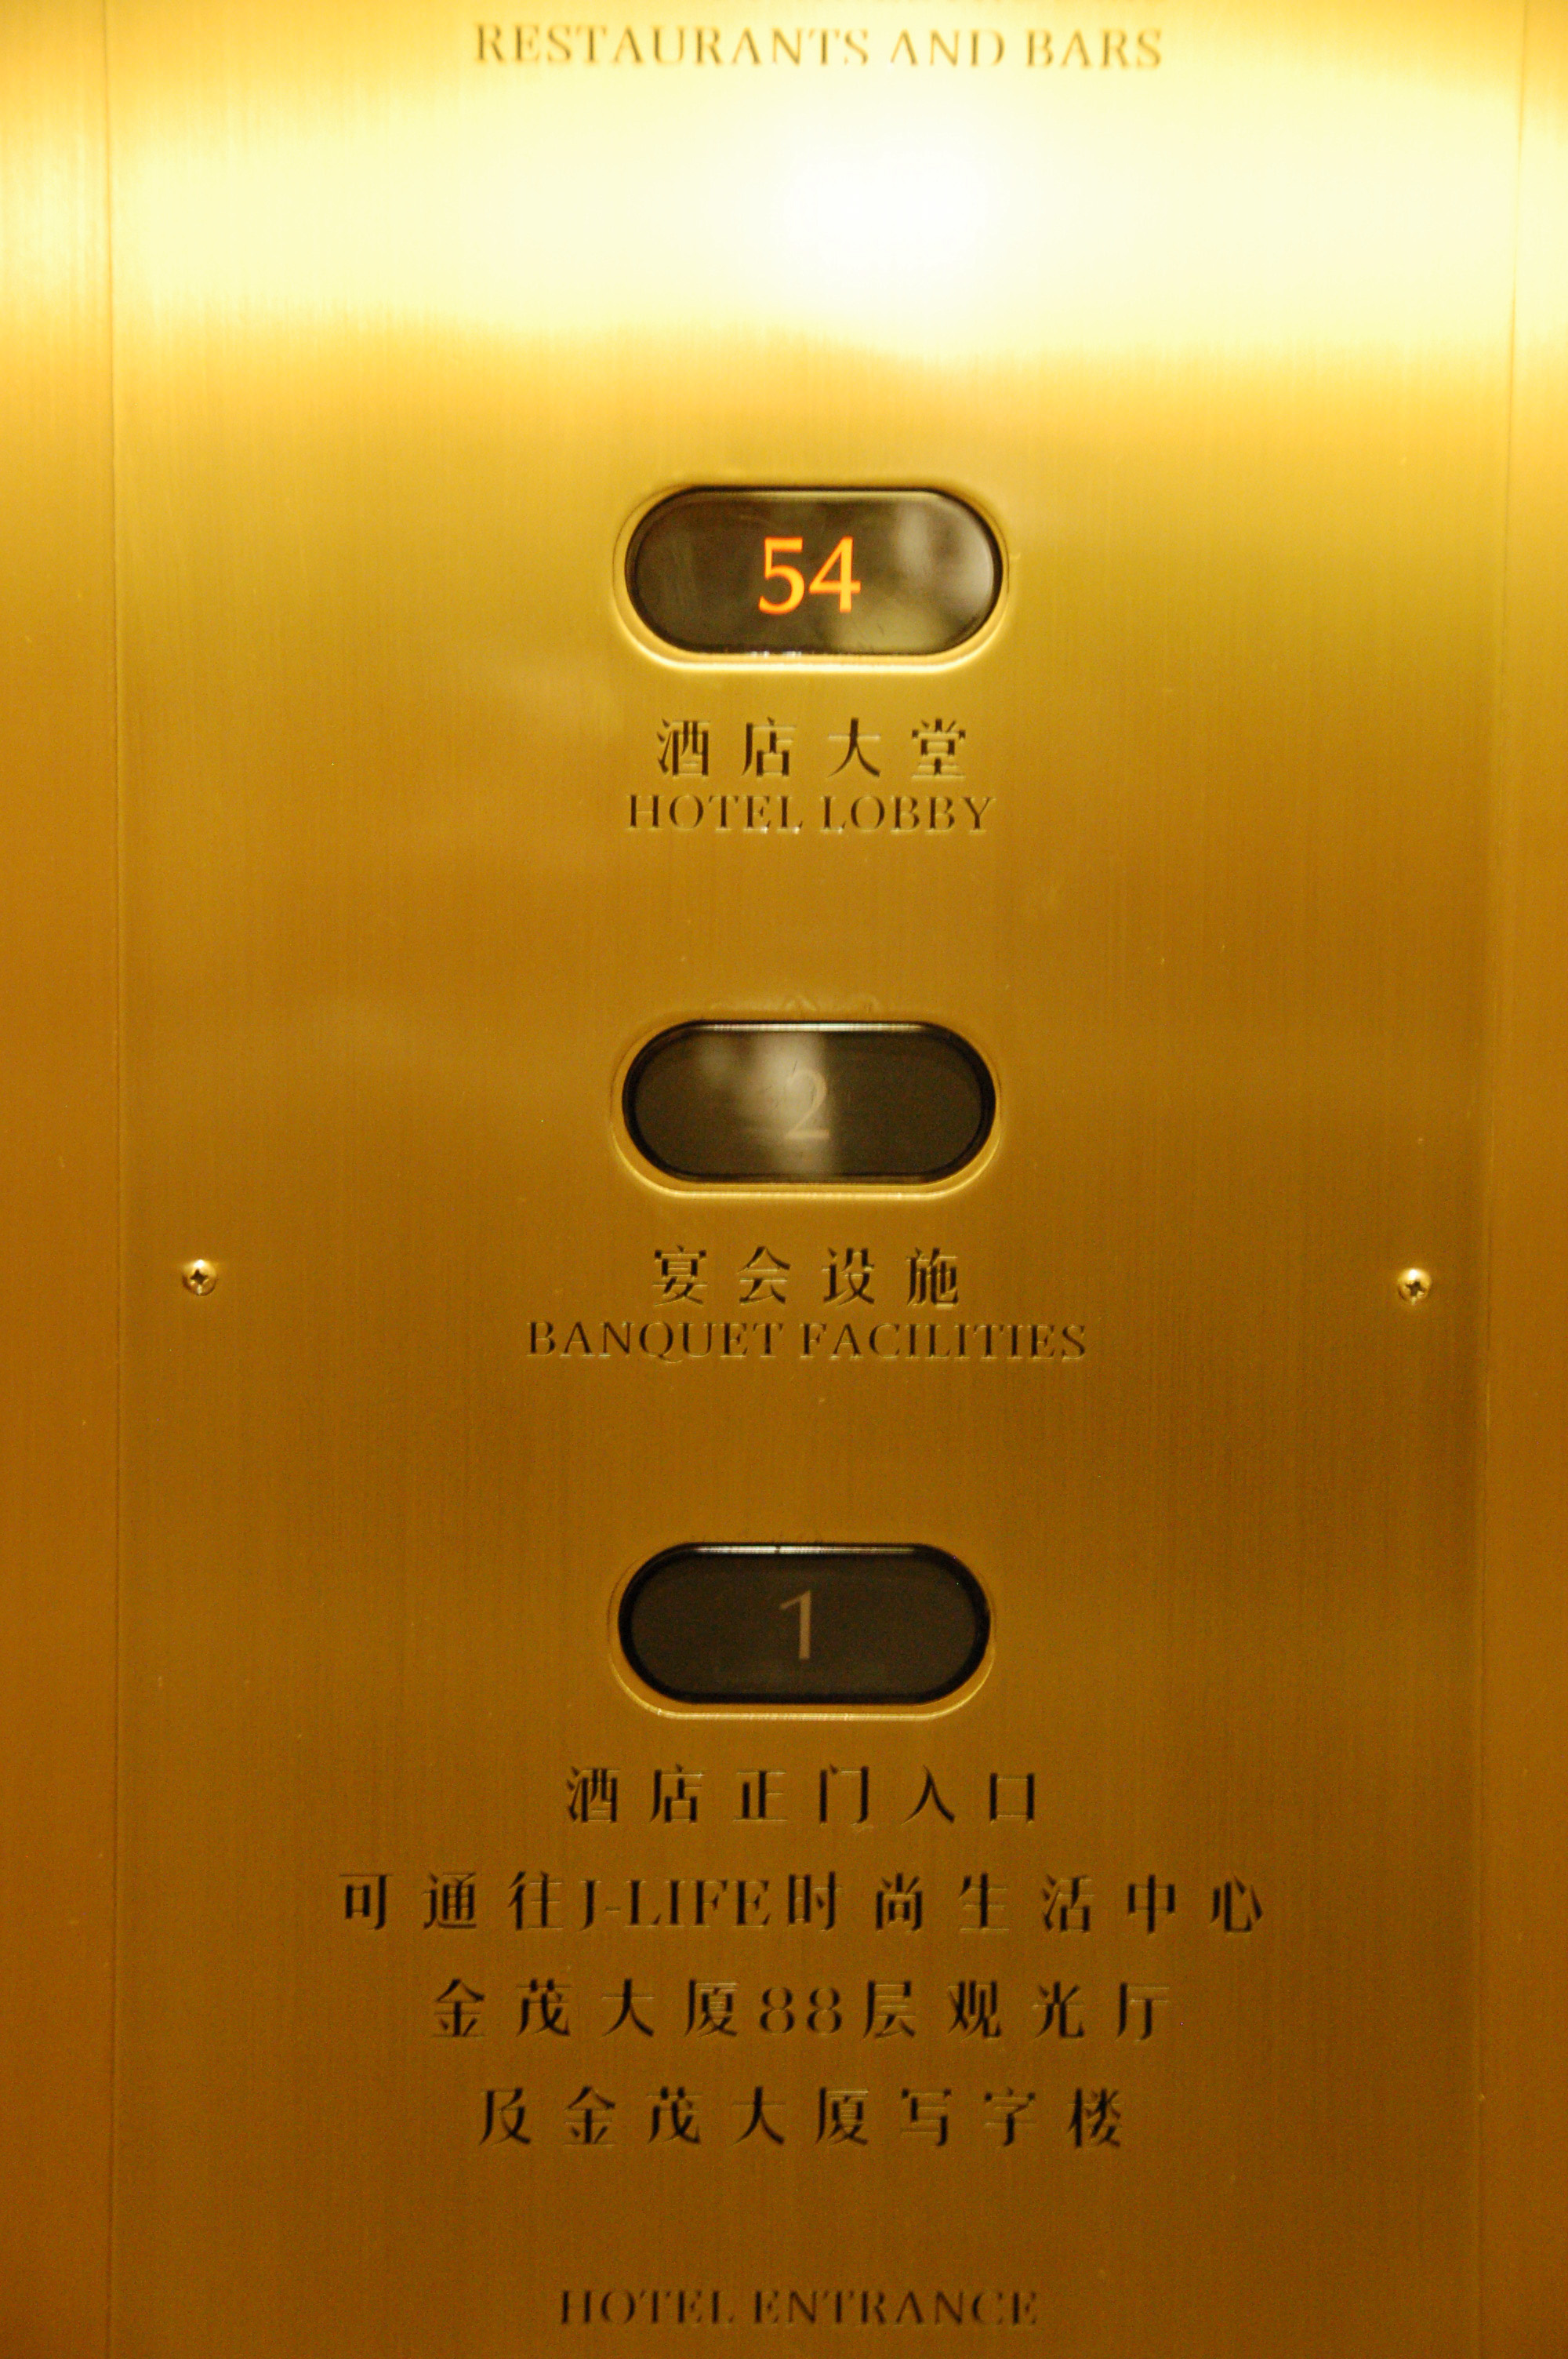 RESTAURANTS AND BARS
54
酒店大堂
HOTEL LOBBY
2
宴会设施
BANQUET FACILITIES
1
酒店正门入口
可通往J-LIFE时尚生活中心
金茂大厦88层观光厅
及金茂大厦写字楼
HOTEL ENTRANCE